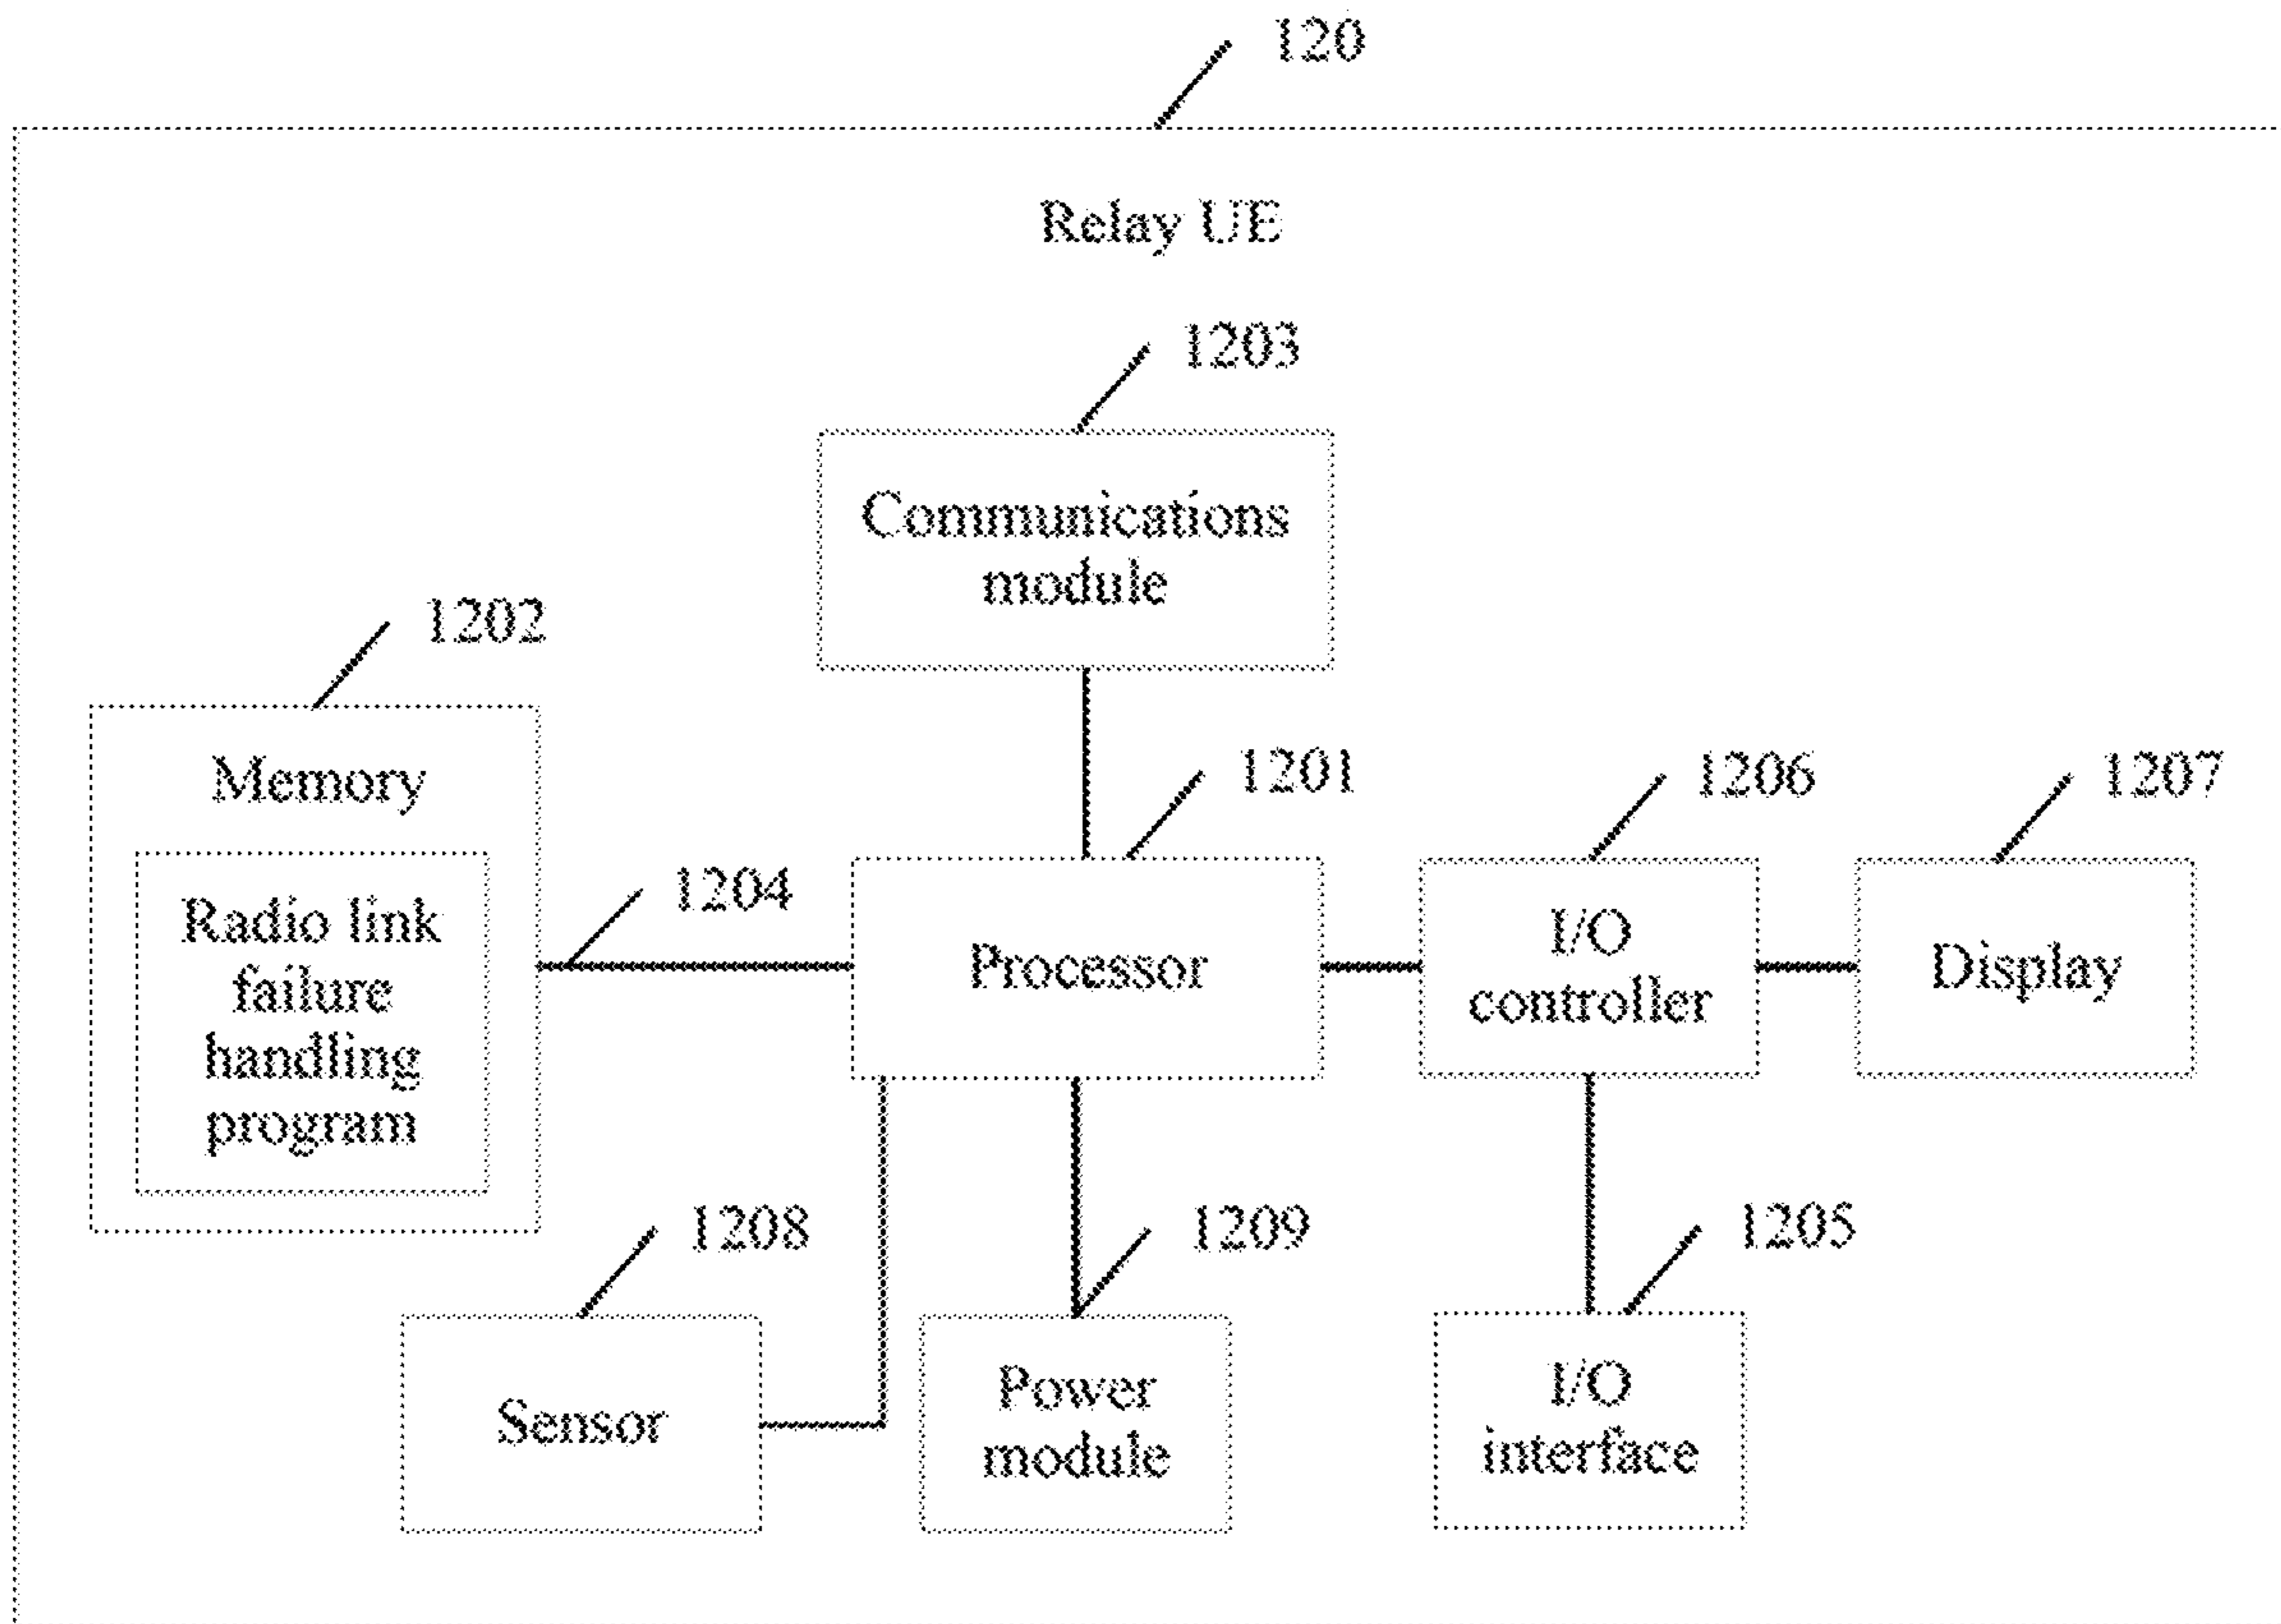 120
Relay UE
1203
Communications
module
1202
Memory
Radio link
failure
handling
program
1204
1201
Processor
1206
I/O
controller
1207
Display
1208
Sensor
1209
Power
module
1205
I/O
interface